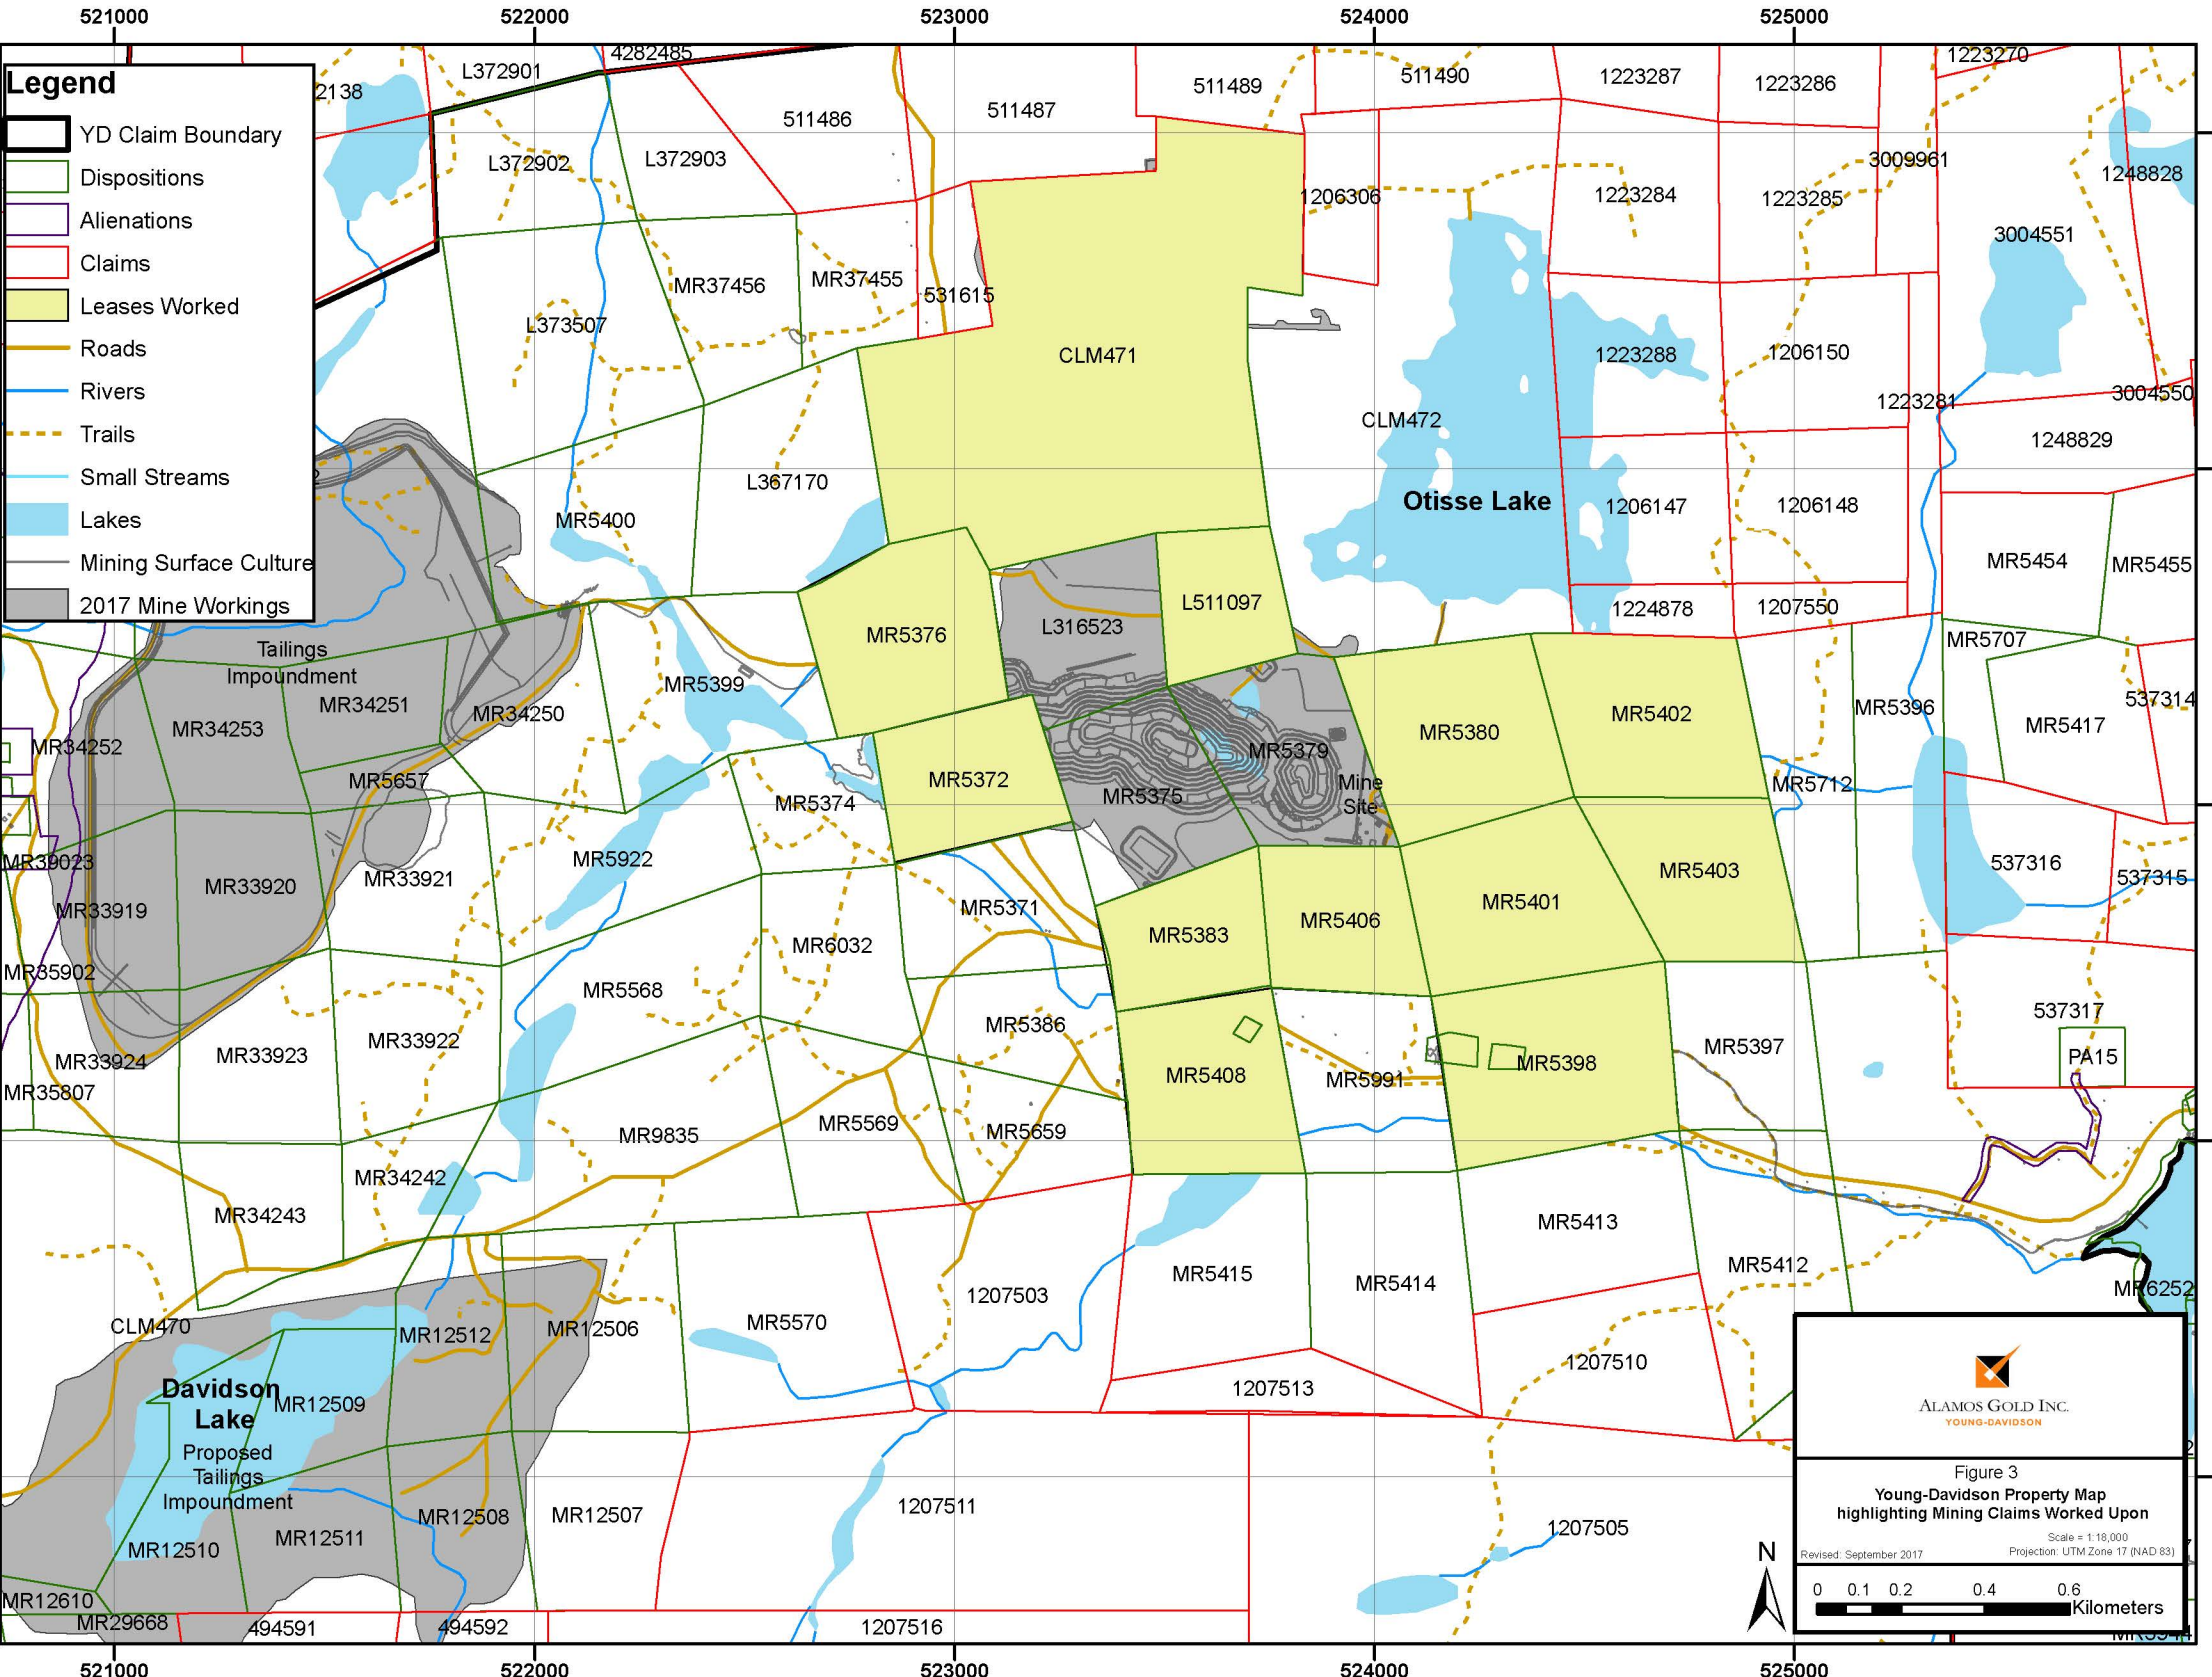 521000 522000 523000 524000 525000
Legend
YD Claim Boundary
Dispositions
Alienations
Claims
Leases Worked
Roads
Rivers
Trails
Small Streams
Lakes
Mining Surface Culture
2017 Mine Workings
2138
L372901
4282485
511486
511487
511489
511490
1223287
1223286
1223270
L372902
L372903
1206306
1223284
1223285
3009961
1248828
3004551
MR37456
MR37455
531615
L373507
CLM471
1223288
1206150
CLM472
1223281
3004550
1248829
L367170
MR5400
Otisse Lake
1206147
1206148
MR5454
MR5455
L511097
L316523
MR5376
1224878
1207550
MR5707
Tailings
Impoundment
MR34253
MR34251
MR34250
MR5399
MR34252
MR5657
MR5380
MR5402
MR5396
MR5417
537314
MR5379
Mine
Site
MR5372
MR5375
MR5374
MR5712
MR5922
MR39023
MR33920
MR33921
MR33919
MR5371
MR5383
MR5406
MR5401
MR5403
537316
537315
MR6032
MR35902
MR5568
MR5386
537317
MR33924
MR33923
MR33922
MR5408
MR5991
MR5398
MR5397
PA15
MR35807
MR9835
MR5569
MR5659
MR34242
MR34243
MR5413
MR5412
MR5415
MR5414
MR6252
1207503
CLM470
MR12512
MR12506
MR5570
1207510
1207513
Davidson
Lake
MR12509
Proposed
Tailings
Impoundment
MR12508
MR12507
1207511
1207505
MR12511
MR12510
MR12610
MR29668
494591
494592
1207516
ALAMOS GOLD INC.
YOUNG-DAVIDSON
Figure 3
Young-Davidson Property Map
highlighting Mining Claims Worked Upon
Scale = 1:18,000
Revised: September 2017
Projection: UTM Zone 17 (NAD 83)
N
0 0.1 0.2 0.4 0.6
Kilometers
521000 522000 523000 524000 525000